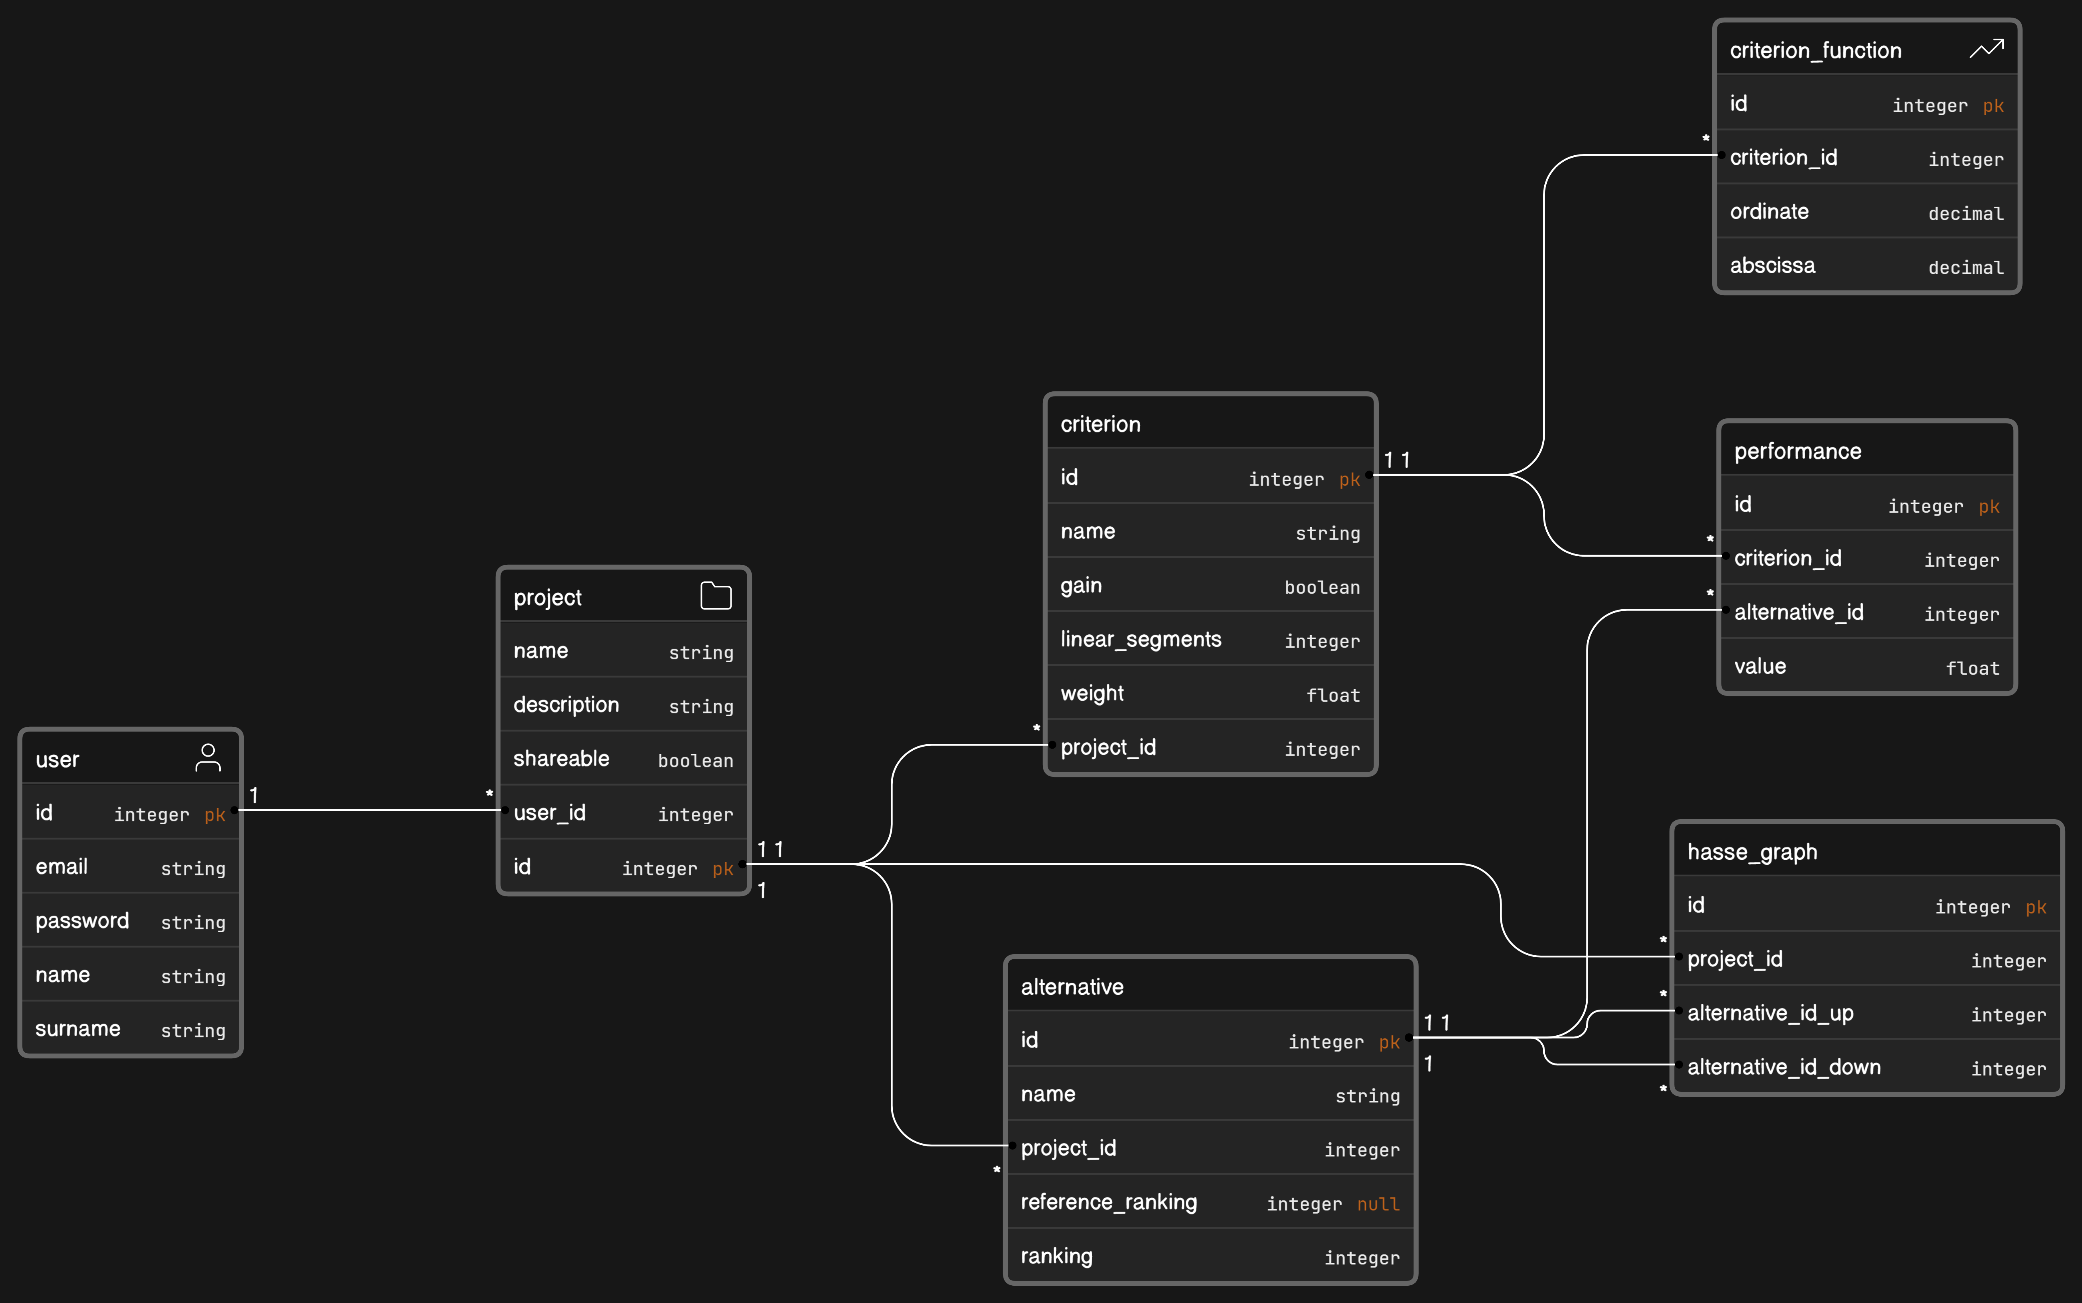 criterion_function
id integer pk
* criterion_id integer
ordinate decimal
abscissa decimal
criterion
id integer pk 1 1
name string
gain boolean
linear_segments integer
weight float
* project_id integer
performance
id integer pk
* criterion_id integer
* alternative_id integer
value float
project
name string
description string
shareable boolean
* user_id integer
id integer pk 1 1
1
user
id integer pk 1
email string
password string
name string
surname string
hasse_graph
id integer pk
* project_id integer
* alternative_id_up integer
alternative_id_down integer
*
alternative
id integer pk 1 1
1
name string
project_id integer
*
reference_ranking integer null
ranking integer